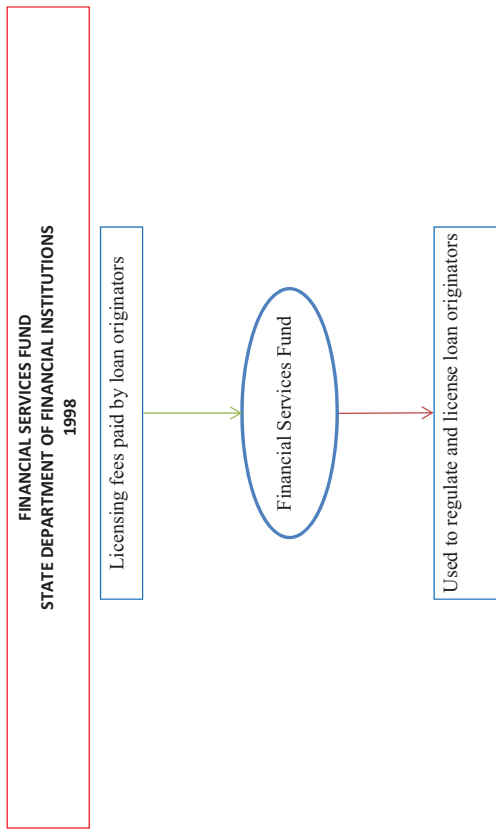 FINANCIAL SERVICES FUND
STATE DEPARTMENT OF FINANCIAL INSTITUTIONS
1998
Licensing fees paid by loan originators
Financial Services Fund
Used to regulate and license loan originators